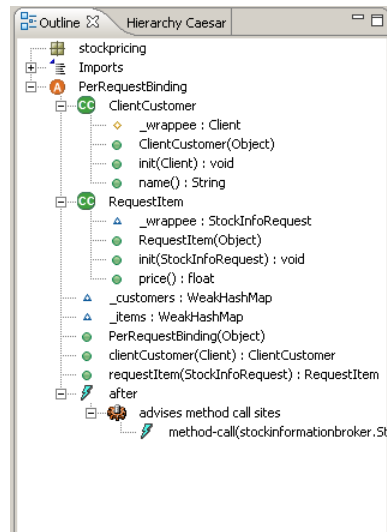 Outline Hierarchy Caesar
stockpricing
Imports
A PerRequestBinding
CC ClientCustomer
_wrappee : Client
ClientCustomer(Object)
init(Client) : void
name() : String
CC RequestItem
_wrappee : StockInfoRequest
RequestItem(Object)
init(StockInfoRequest) : void
price() : float
_customers : WeakHashMap
_items : WeakHashMap
PerRequestBinding(Object)
clientCustomer(Client) : ClientCustomer
requestItem(StockInfoRequest) : RequestItem
after
advises method call sites
method-call(stockinformationbroker.St